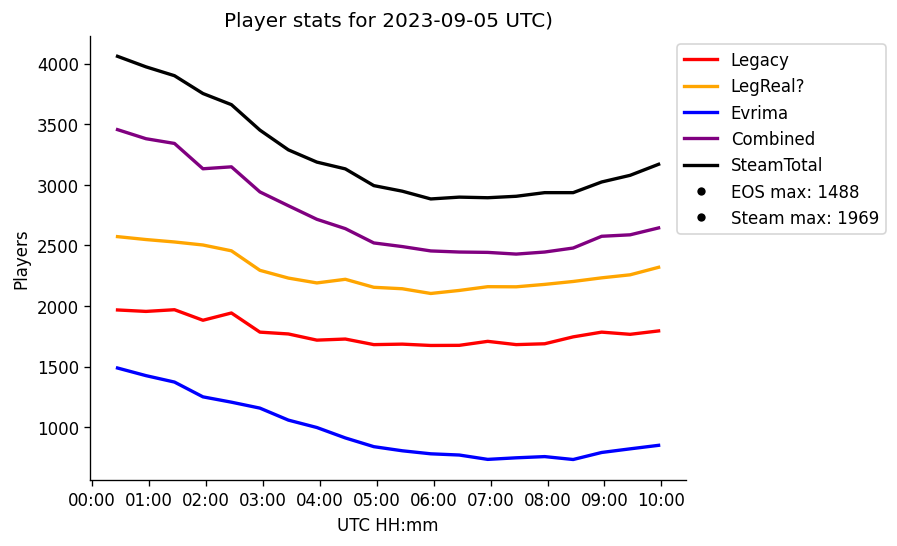 Player stats for 2023-09-05 UTC)
4000
3500
3000
2500
2000
1500
1000
Players
00:00 01:00 02:00 03:00 04:00 05:00 06:00 07:00 08:00 09:00 10:00
UTC HH:mm
Legacy
LegReal?
Evrima
Combined
SteamTotal
EOS max: 1488
Steam max: 1969